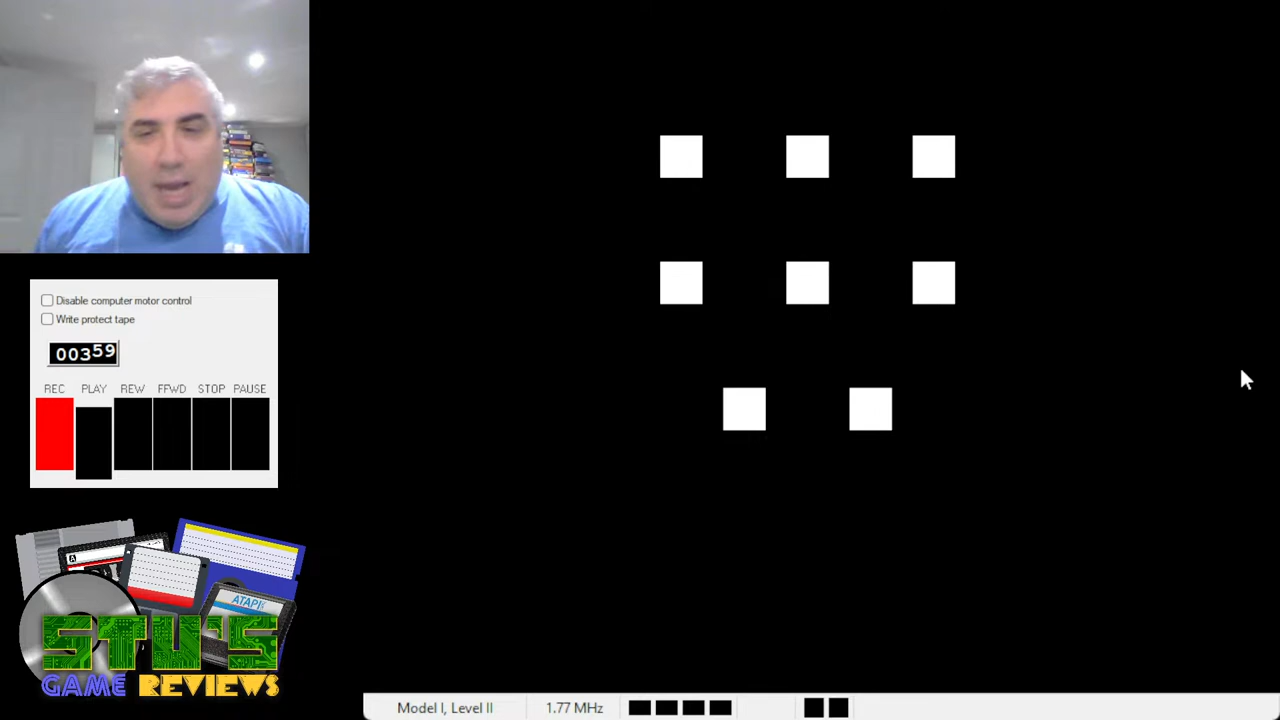 Disable computer motor control
Write protect tape
00359
REC PLAY REW FFWD STOP PAUSE
A
ATARI
STU'S
GAME REVIEWS
Model I, Level II 1.77 MHz